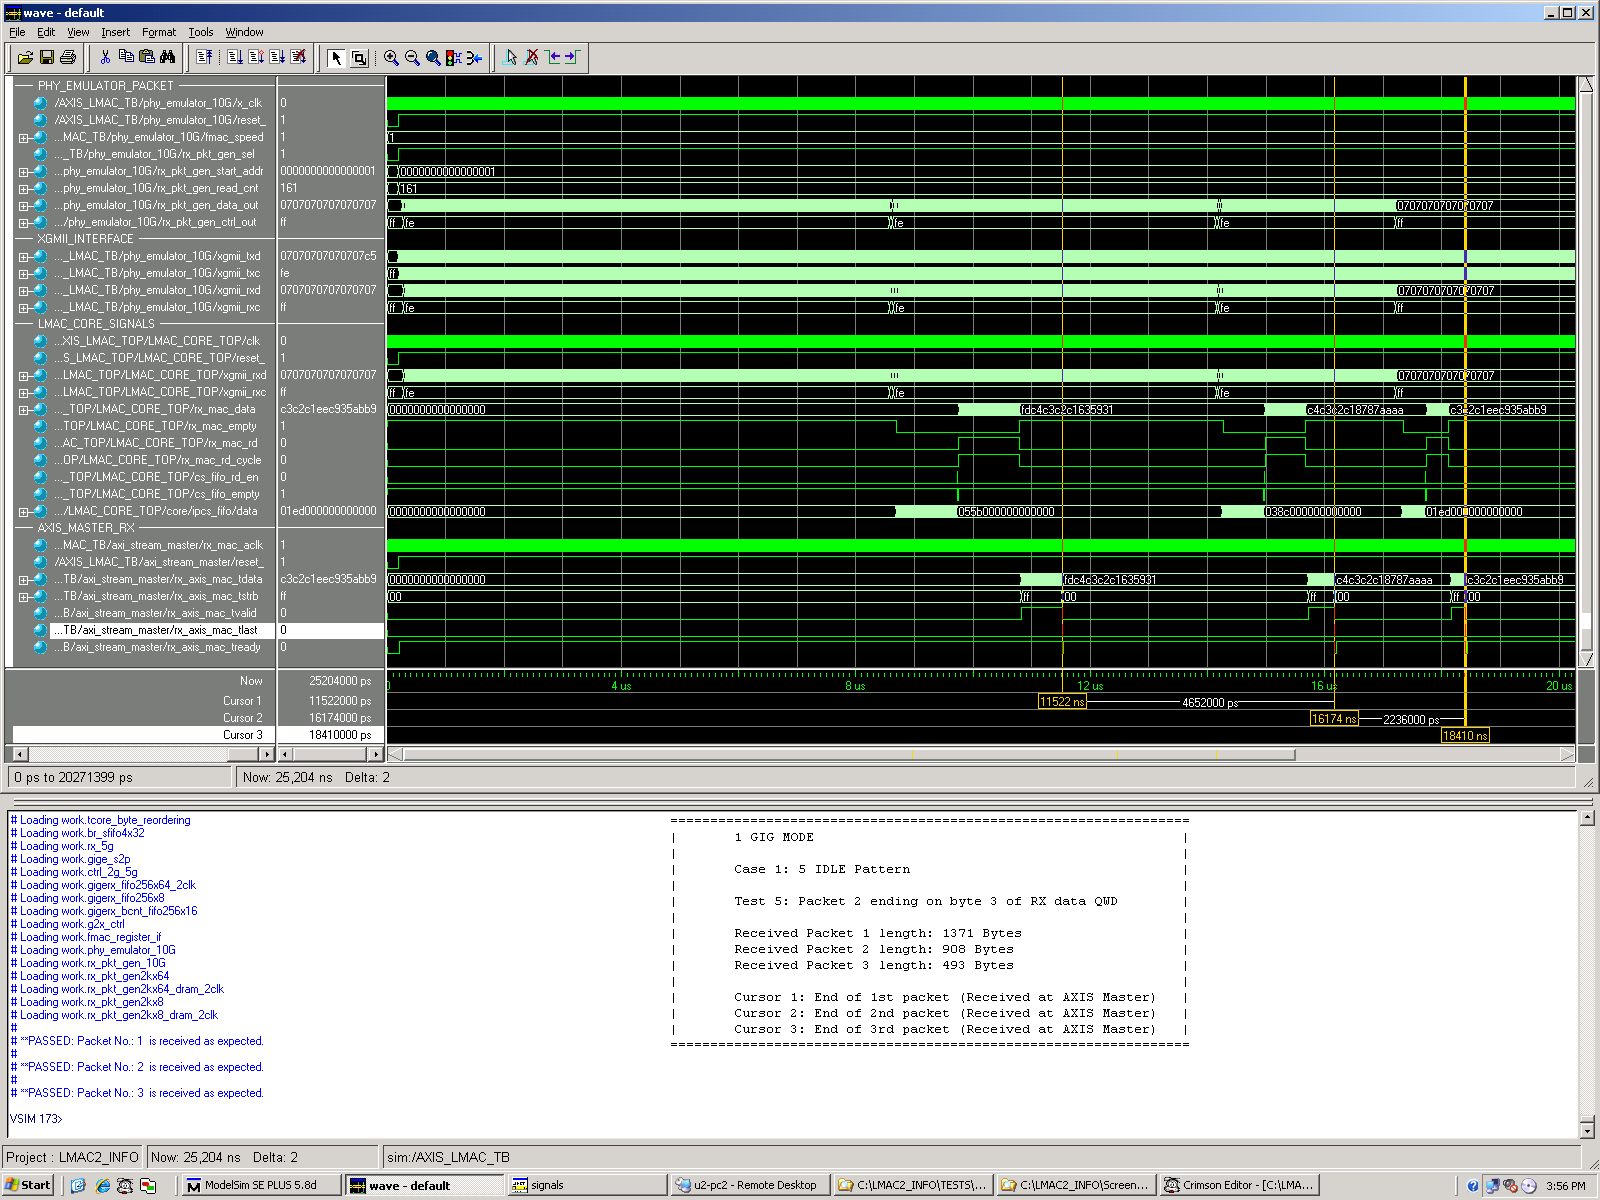 wave - default
File Edit View Insert Format Tools Window
PHY_EMULATOR_PACKET
/AXIS_LMAC_TB/phy_emulator_10G/x_clk 0
/AXIS_LMAC_TB/phy_emulator_10G/reset_ 1
...MAC_TB/phy_emulator_10G/fmac_speed 1 1
..._TB/phy_emulator_10G/rx_pkt_gen_sel 1
...phy_emulator_10G/rx_pkt_gen_start_addr 0000000000000001 0000000000000001
...phy_emulator_10G/rx_pkt_gen_read_cnt 161 161
...phy_emulator_10G/rx_pkt_gen_data_out 0707070707070707 0707070707070707
.../phy_emulator_10G/rx_pkt_gen_ctrl_out ff ff fe fe fe ff
XGMII_INTERFACE
..._LMAC_TB/phy_emulator_10G/xgmii_txd 07070707070707c5
..._LMAC_TB/phy_emulator_10G/xgmii_txc fe ff
..._LMAC_TB/phy_emulator_10G/xgmii_rxd 0707070707070707 0707070707070707
..._LMAC_TB/phy_emulator_10G/xgmii_rxc ff ff fe fe fe ff
LMAC_CORE_SIGNALS
...XIS_LMAC_TOP/LMAC_CORE_TOP/clk 0
...S_LMAC_TOP/LMAC_CORE_TOP/reset_ 1
...LMAC_TOP/LMAC_CORE_TOP/xgmii_rxd 0707070707070707 0707070707070707
...LMAC_TOP/LMAC_CORE_TOP/xgmii_rxc ff ff fe fe fe ff
..._TOP/LMAC_CORE_TOP/rx_mac_data c3c2c1eec935abb9 0000000000000000 fdc4c3c2c1635931 c4c3c2c18787aaaa c3c2c1eec935abb9
...TOP/LMAC_CORE_TOP/rx_mac_empty 1
...AC_TOP/LMAC_CORE_TOP/rx_mac_rd 0
...OP/LMAC_CORE_TOP/rx_mac_rd_cycle 0
..._TOP/LMAC_CORE_TOP/cs_fifo_rd_en 0
..._TOP/LMAC_CORE_TOP/cs_fifo_empty 1
.../LMAC_CORE_TOP/core/ipcs_fifo/data 01ed000000000000 0000000000000000 055b000000000000 038c000000000000 01ed000000000000
AXIS_MASTER_RX
...MAC_TB/axi_stream_master/rx_mac_aclk 1
/AXIS_LMAC_TB/axi_stream_master/reset_ 1
...TB/axi_stream_master/rx_axis_mac_tdata c3c2c1eec935abb9 0000000000000000 fdc4c3c2c1635931 c4c3c2c18787aaaa c3c2c1eec935abb9
...TB/axi_stream_master/rx_axis_mac_tstrb ff 00 ff 00 ff 00 ff 00
...B/axi_stream_master/rx_axis_mac_tvalid 0
...TB/axi_stream_master/rx_axis_mac_tlast 0
...B/axi_stream_master/rx_axis_mac_tready 0
Now 25204000 ps 0 4 us 8 us 12 us 16 us 20 us
Cursor 1 11522000 ps 11522 ns 4652000 ps
Cursor 2 16174000 ps 16174 ns 2236000 ps
Cursor 3 18410000 ps 18410 ns
0 ps to 20271399 ps Now: 25,204 ns Delta: 2
# Loading work.tcore_byte_reordering
# Loading work.br_sfifo4x32
# Loading work.rx_5g
# Loading work.gige_s2p
# Loading work.ctrl_2g_5g
# Loading work.gigerx_fifo256x64_2clk
# Loading work.gigerx_fifo256x8
# Loading work.gigerx_bcnt_fifo256x16
# Loading work.g2x_ctrl
# Loading work.fmac_register_if
# Loading work.phy_emulator_10G
# Loading work.rx_pkt_gen_10G
# Loading work.rx_pkt_gen2kx64
# Loading work.rx_pkt_gen2kx64_dram_2clk
# Loading work.rx_pkt_gen2kx8
# Loading work.rx_pkt_gen2kx8_dram_2clk
#
# **PASSED: Packet No.: 1 is received as expected.
#
# **PASSED: Packet No.: 2 is received as expected.
#
# **PASSED: Packet No.: 3 is received as expected.
VSIM 173>
1 GIG MODE
Case 1: 5 IDLE Pattern
Test 5: Packet 2 ending on byte 3 of RX data QWD
Received Packet 1 length: 1371 Bytes
Received Packet 2 length: 908 Bytes
Received Packet 3 length: 493 Bytes
Cursor 1: End of 1st packet (Received at AXIS Master)
Cursor 2: End of 2nd packet (Received at AXIS Master)
Cursor 3: End of 3rd packet (Received at AXIS Master)
Project : LMAC2_INFO Now: 25,204 ns Delta: 2 sim:/AXIS_LMAC_TB
Start ModelSim SE PLUS 5.8d wave - default signals u2-pc2 - Remote Desktop C:\LMAC2_INFO\TESTS\... C:\LMAC2_INFO\Screen... Crimson Editor - [C:\LMA... 3:56 PM